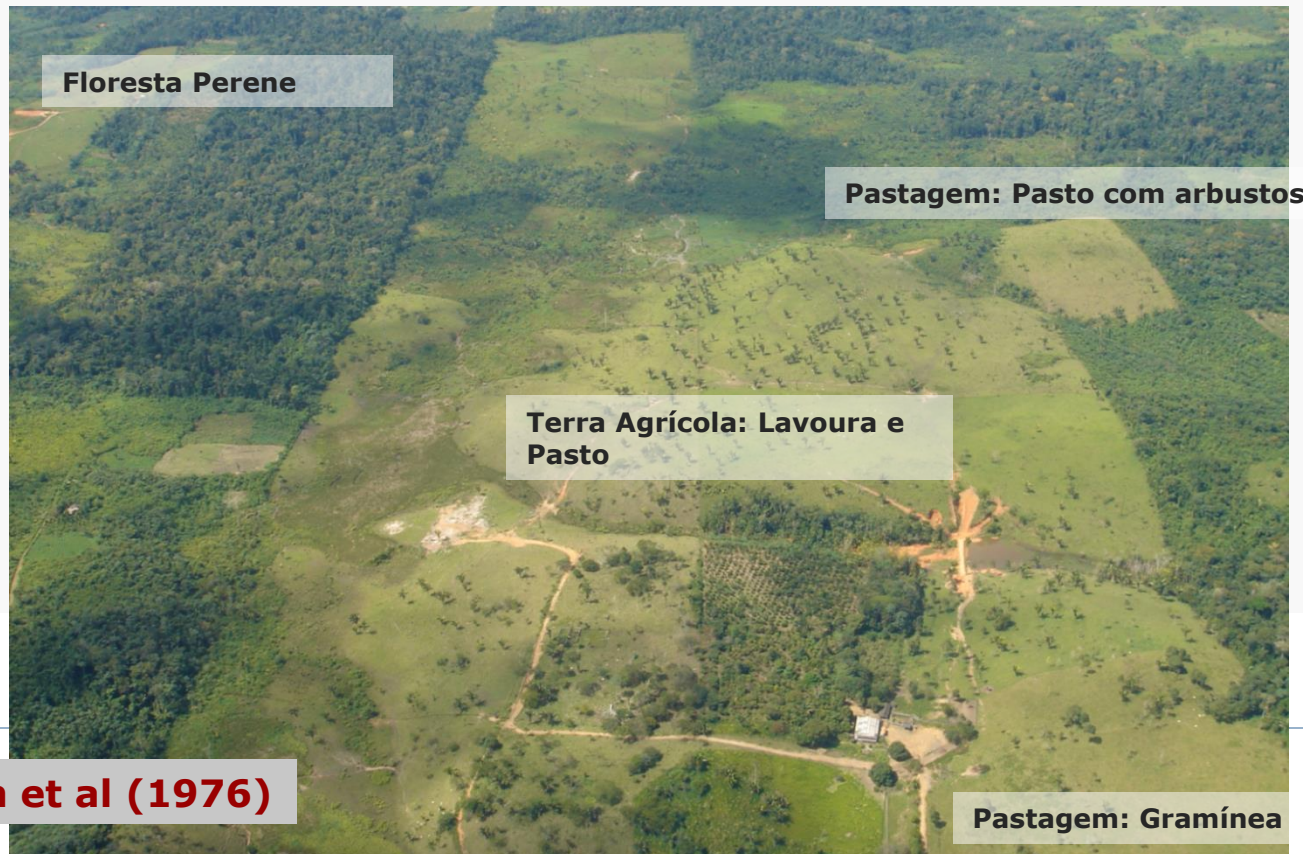 Floresta Perene
Pastagem: Pasto com arbustos
Terra Agrícola: Lavoura e
Pasto
et al (1976)
Pastagem: Gramínea